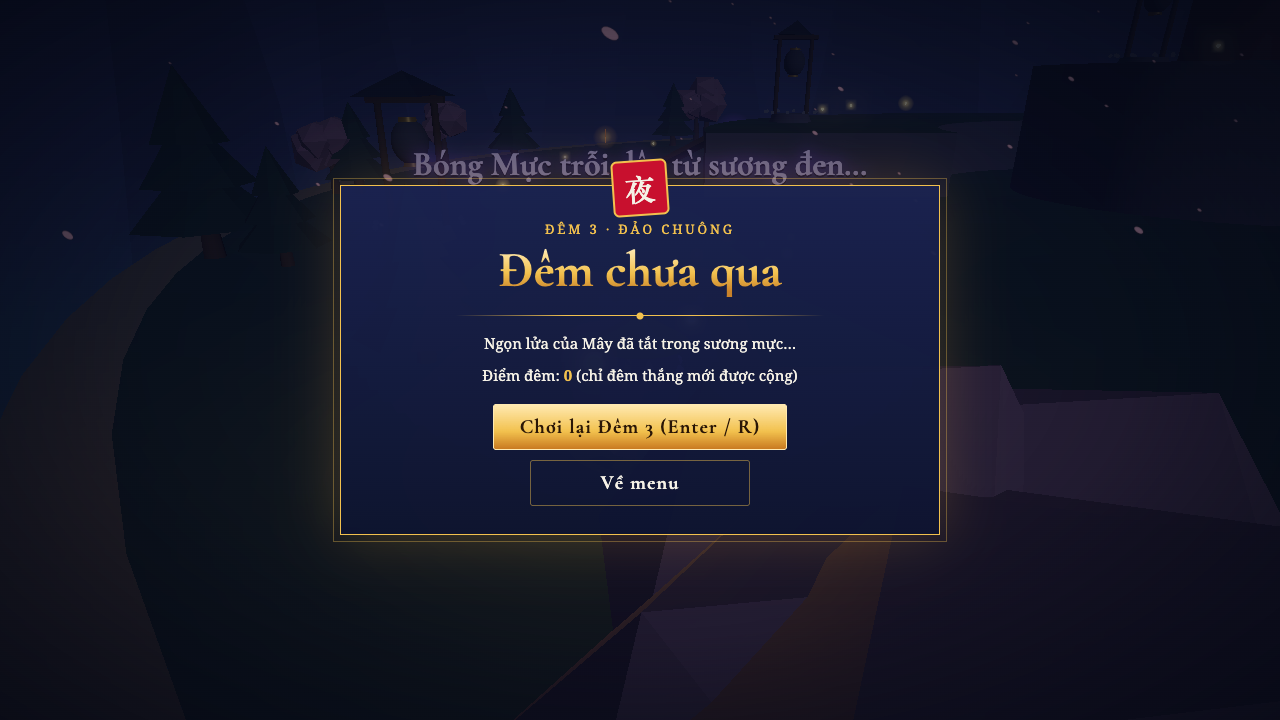 Bóng Mực trỗi từ sương đen...
夜
ĐÊM 3 · ĐẢO CHUÔNG
Đêm chưa qua
Ngọn lửa của Mây đã tắt trong sương mực...
Điểm đêm: 0 (chỉ đêm thắng mới được cộng)
Chơi lại Đêm 3 (Enter / R)
Về menu